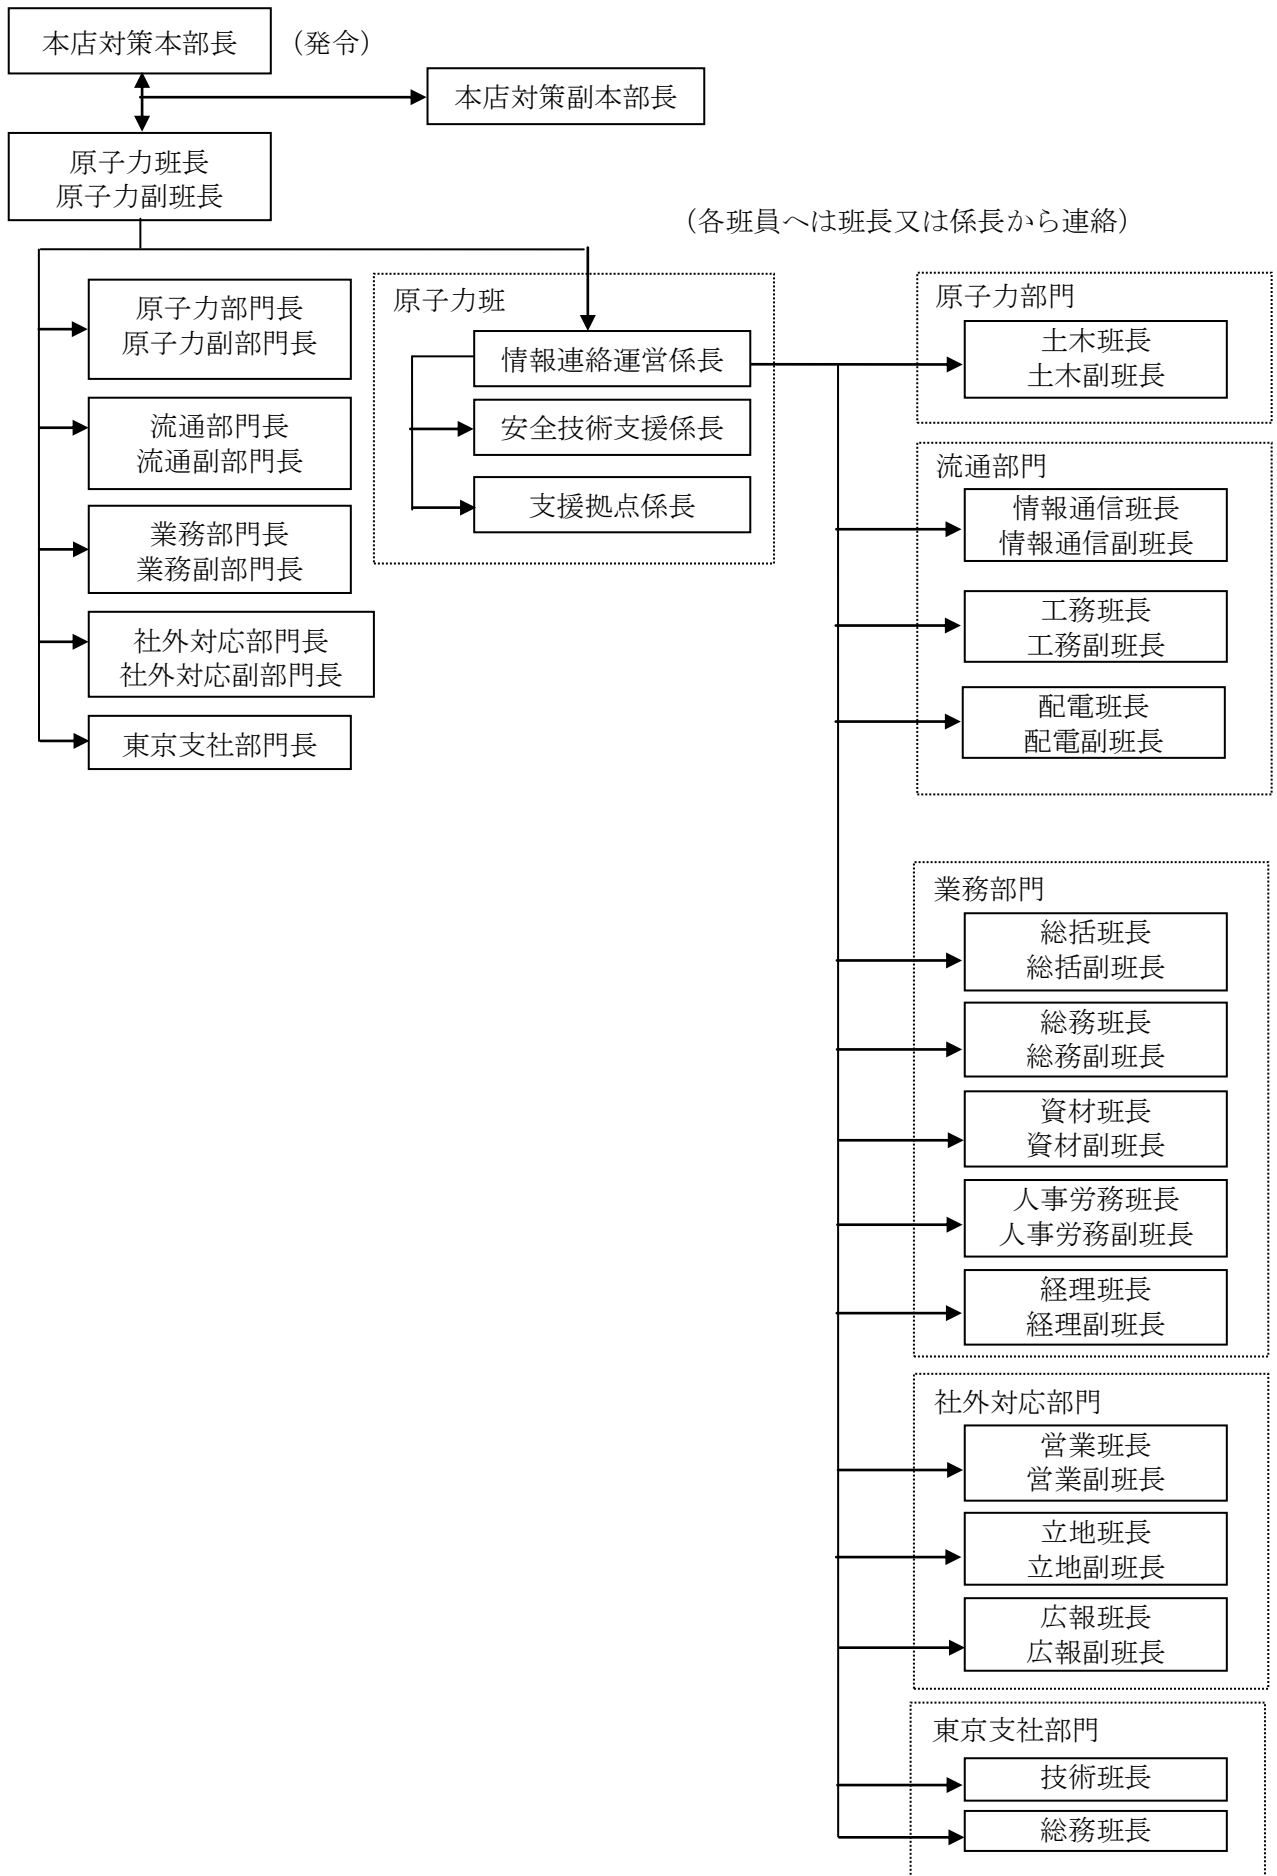 本店対策本部長
（発令）
本店対策副本部長
原子力班長
原子力副班長
（各班員へは班長又は係長から連絡）
原子力部門長
原子力副部門長
流通部門長
流通副部門長
業務部門長
業務副部門長
社外対応部門長
社外対応副部門長
東京支社部門長
原子力班
情報連絡運営係長
安全技術支援係長
支援拠点係長
原子力部門
土木班長
土木副班長
流通部門
情報通信班長
情報通信副班長
工務班長
工務副班長
配電班長
配電副班長
業務部門
総括班長
総括副班長
総務班長
総務副班長
資材班長
資材副班長
人事労務班長
人事労務副班長
経理班長
経理副班長
社外対応部門
営業班長
営業副班長
立地班長
立地副班長
広報班長
広報副班長
東京支社部門
技術班長
総務班長